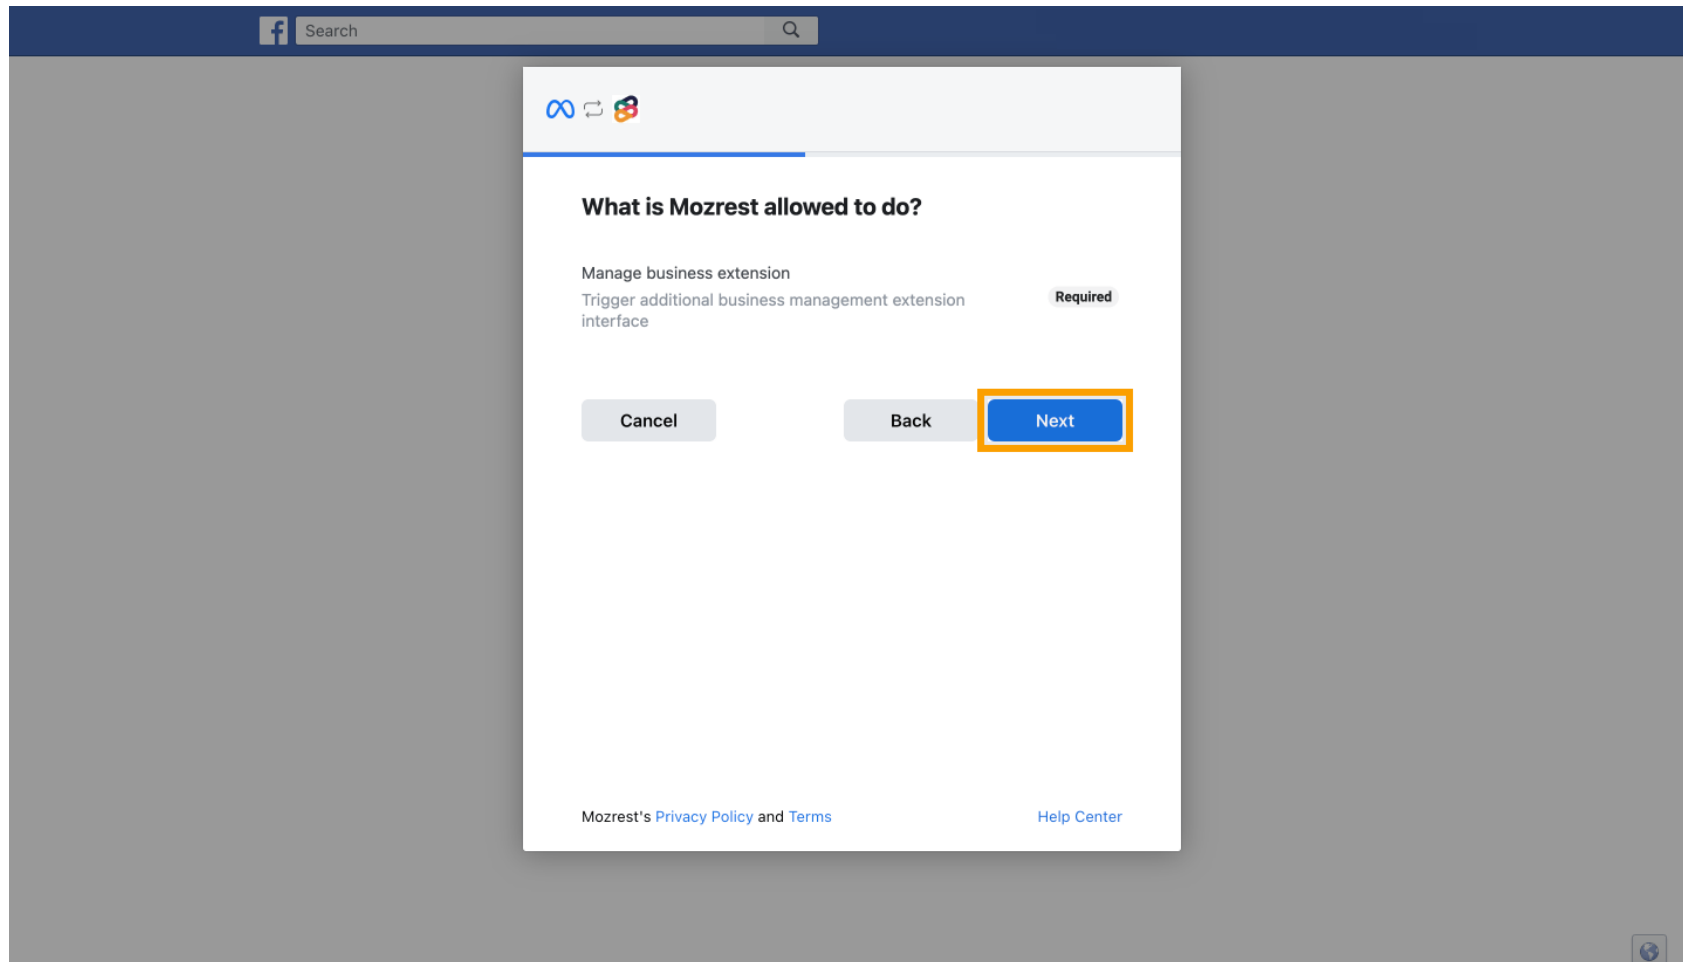 Search
What is Mozrest allowed to do?
Manage business extension
Trigger additional business management extension
interface
Required
Cancel
Back
Next
Mozrest's Privacy Policy and Terms
Help Center